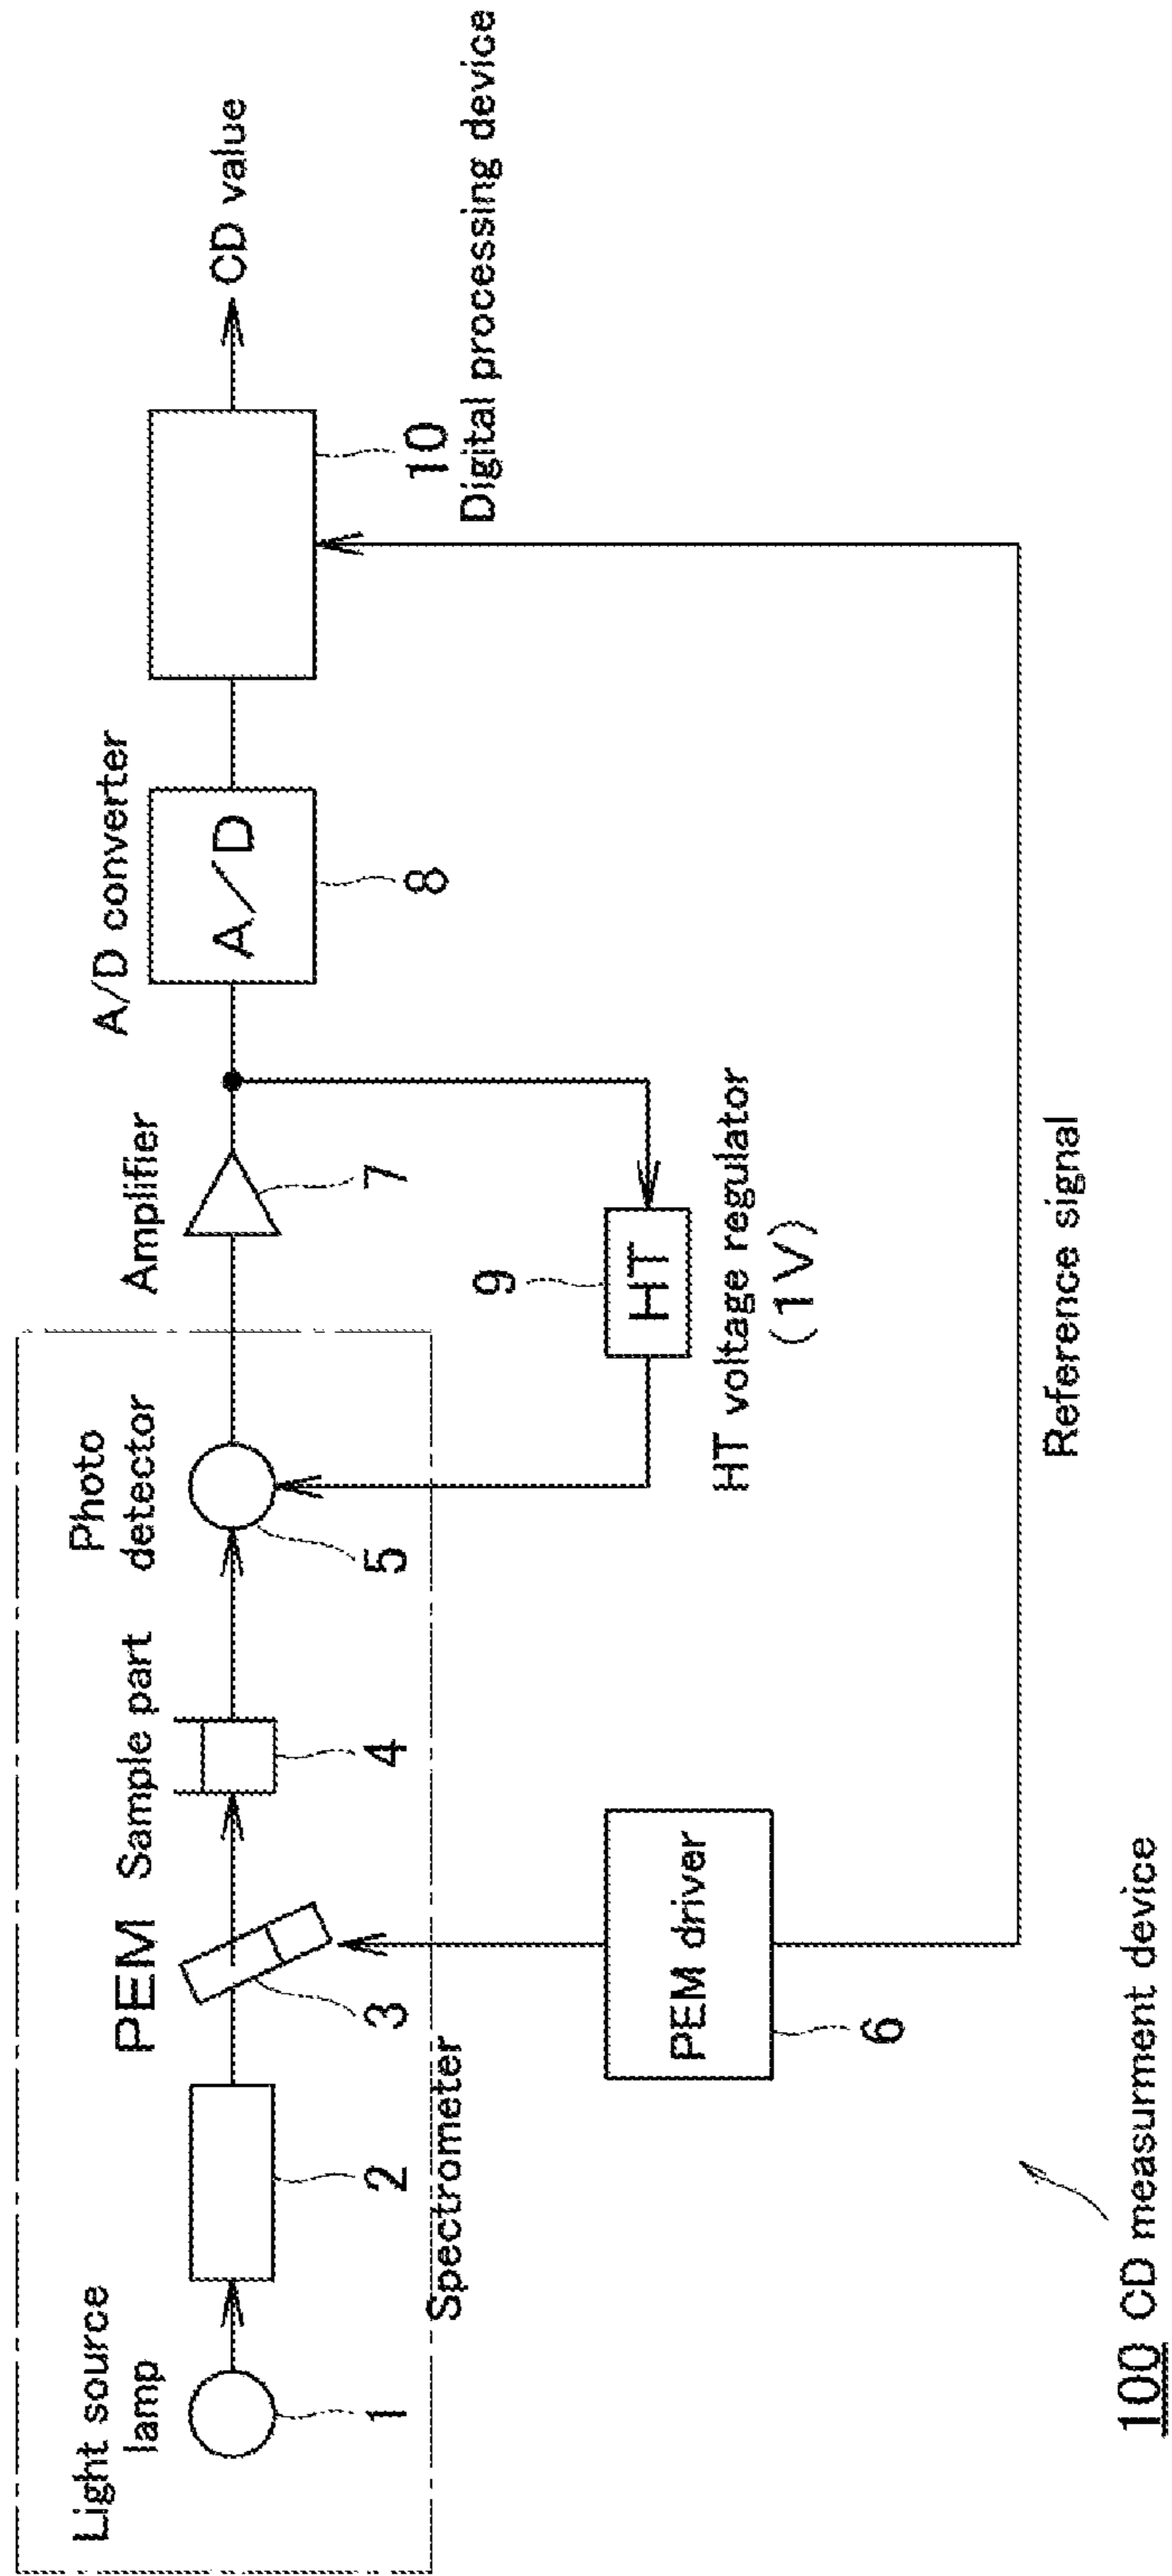 Light source
lamp
1
2
Spectrometer
PEM
3
Sample part
4
Photo
detector
5
Amplifier
7
A/D converter
A/D
8
10
Digital processing device
CD value
9
HT
HT voltage regulator
(1V)
PEM driver
6
Reference signal
100 CD measurment device